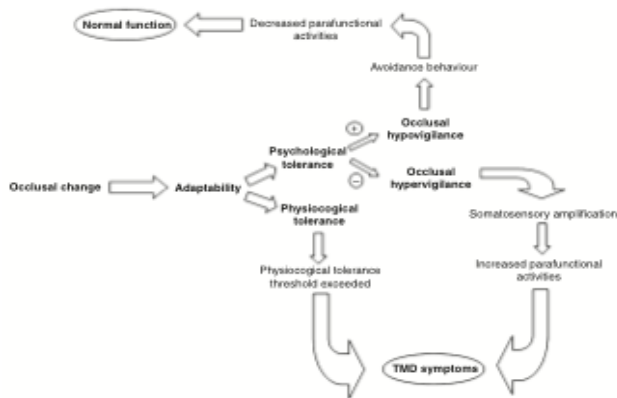 Normal function
Decreased parafunctional
activities
Avoidance behaviour
+
Occlusal
hypovigilance
Psychological
tolerance
−
Occlusal
hypervigilance
Occlusal change
Adaptability
Physiocogical
tolerance
Somatosensory amplification
Physiocogical tolerance
threshold exceeded
Increased parafunctional
activities
TMD symptoms